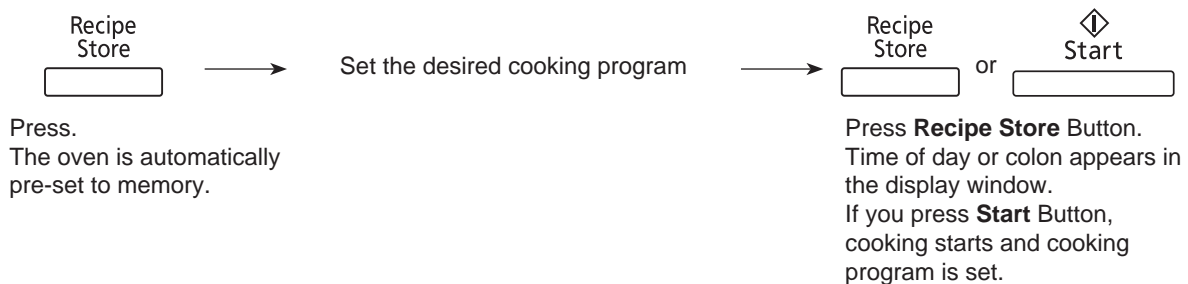 Recipe
Store
Set the desired cooking program
Recipe
Store
or
Start
Press.
The oven is automatically
pre-set to memory.
Press Recipe Store Button.
Time of day or colon appears in
the display window.
If you press Start Button,
cooking starts and cooking
program is set.